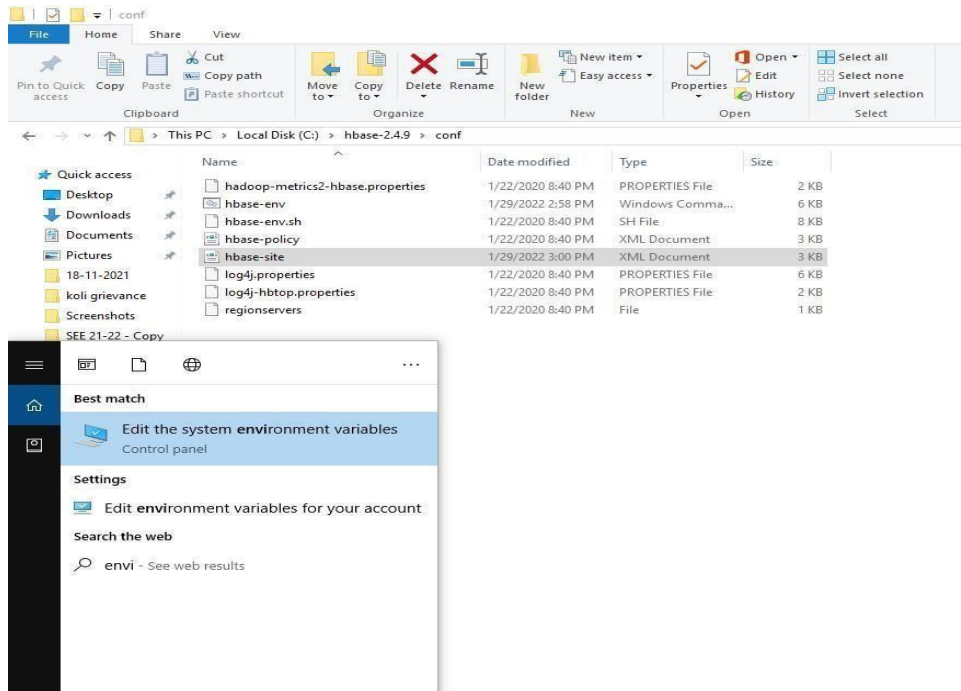 conf
File Home Share View
Pin to Quick access
Copy
Paste
Cut
Copy path
Paste shortcut
Clipboard
Move to
Copy to
Delete
Rename
Organize
New folder
New item
Easy access
New
Properties
Open
Edit
History
Open
Select all
Select none
Invert selection
Select
This PC > Local Disk (C:) > hbase-2.4.9 > conf
Quick access
Desktop
Downloads
Documents
Pictures
18-11-2021
koli grievance
Screenshots
SEE 21-22 - Copy
Name Date modified Type Size
hadoop-metrics2-hbase.properties 1/22/2020 8:40 PM PROPERTIES File 2 KB
hbase-env 1/29/2022 2:58 PM Windows Comma... 6 KB
hbase-env.sh 1/22/2020 8:40 PM SH File 8 KB
hbase-policy 1/22/2020 8:40 PM XML Document 3 KB
hbase-site 1/29/2022 3:00 PM XML Document 3 KB
log4j.properties 1/22/2020 8:40 PM PROPERTIES File 6 KB
log4j-hbtop.properties 1/22/2020 8:40 PM PROPERTIES File 2 KB
regionservers 1/22/2020 8:40 PM File 1 KB
Best match
Edit the system environment variables
Control panel
Settings
Edit environment variables for your account
Search the web
envi - See web results